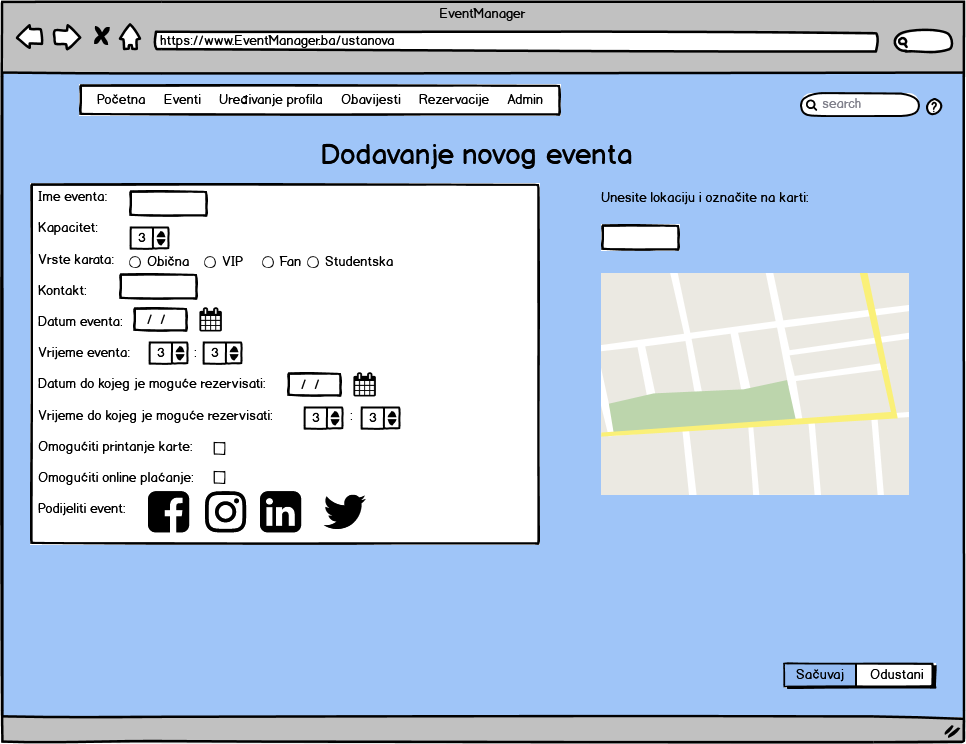 EventManager
https://www.EventManager.ba/ustanova
Početna Eventi Uređivanje profila Obavijesti Rezervacije Admin
search ?
Dodavanje novog eventa
Ime eventa:
Kapacitet: 3
Vrste karata: Obična VIP Fan Studentska
Kontakt:
Datum eventa: / /
Vrijeme eventa: 3 : 3
Datum do kojeg je moguće rezervisati: / /
Vrijeme do kojeg je moguće rezervisati: 3 : 3
Omogućiti printanje karte:
Omogućiti online plaćanje:
Podijeliti event:
Unesite lokaciju i označite na karti:
Sačuvaj Odustani